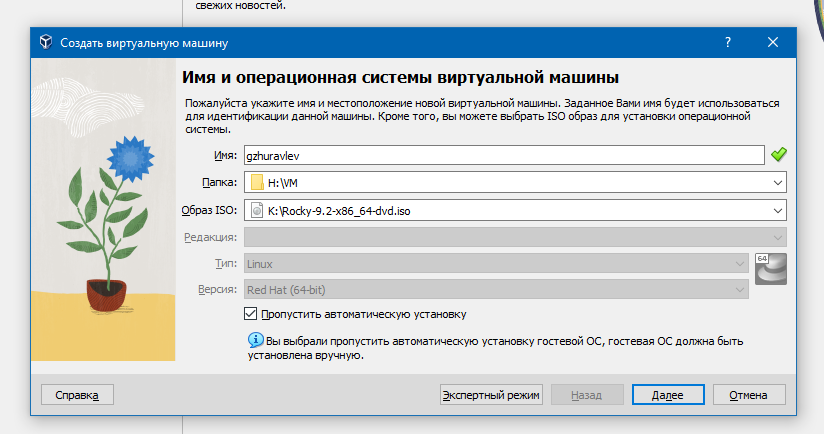 свежих новостей.
Создать виртуальную машину
Имя и операционная системы виртуальной машины
Пожалуйста укажите имя и местоположение новой виртуальной машины. Заданное Вами имя будет использоваться
для идентификации данной машины. Кроме того, вы можете выбрать ISO образ для установки операционной
системы.
Имя: gzhuravlev
Папка: H:\VM
Образ ISO: K:\Rocky-9.2-x86_64-dvd.iso
Редакция:
Тип: Linux 64
Версия: Red Hat (64-bit)
Пропустить автоматическую установку
Вы выбрали пропустить автоматическую установку гостевой ОС, гостевая ОС должна быть
установлена вручную.
Справка Экспертный режим Назад Далее Отмена